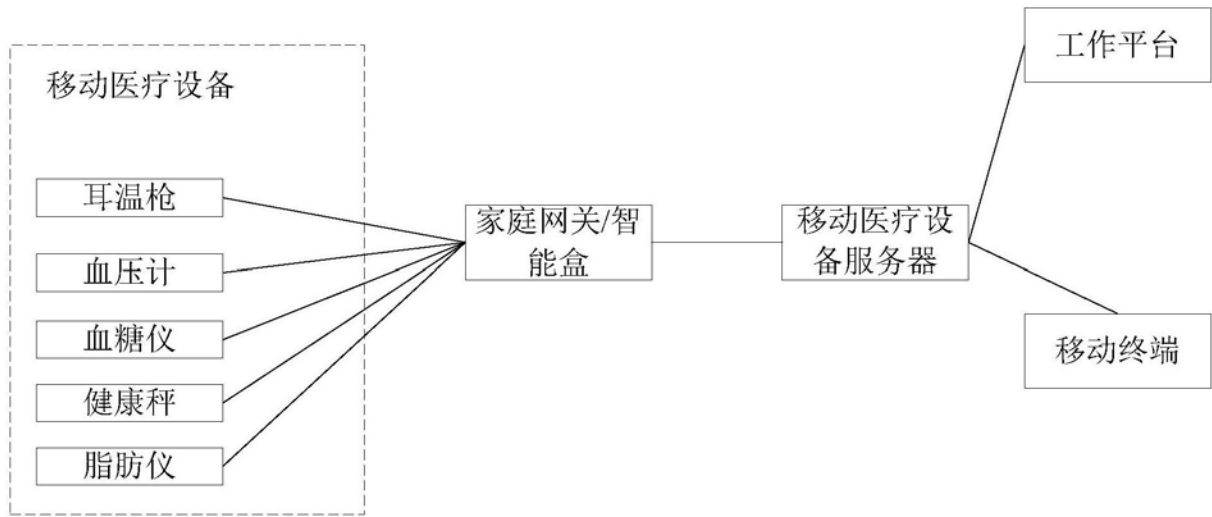 移动医疗设备
耳温枪
血压计
血糖仪
健康秤
脂肪仪
家庭网关/智
能盒
移动医疗设
备服务器
工作平台
移动终端